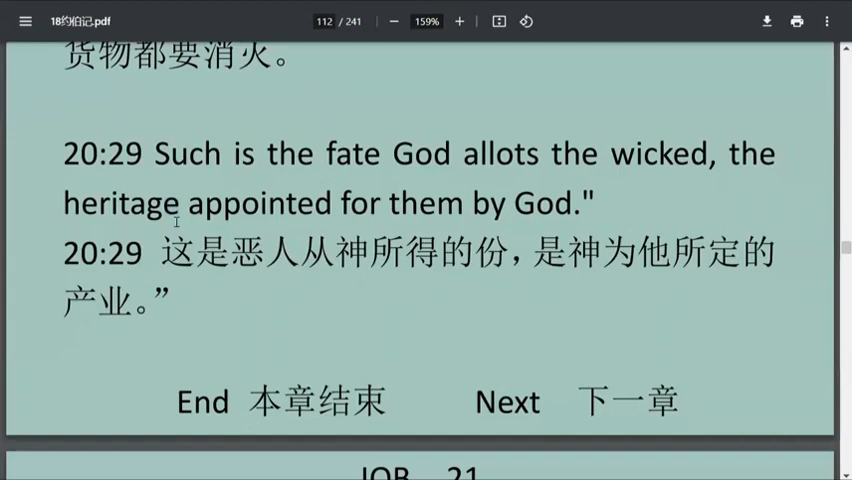 18约伯记.pdf
112 / 241
159%
货物都要消灭。
20:29 Such is the fate God allots the wicked, the
heritage appointed for them by God."
20:29 这是恶人从神所得的份，是神为他所定的
产业。”
End 本章结束 Next 下一章
JOB 21